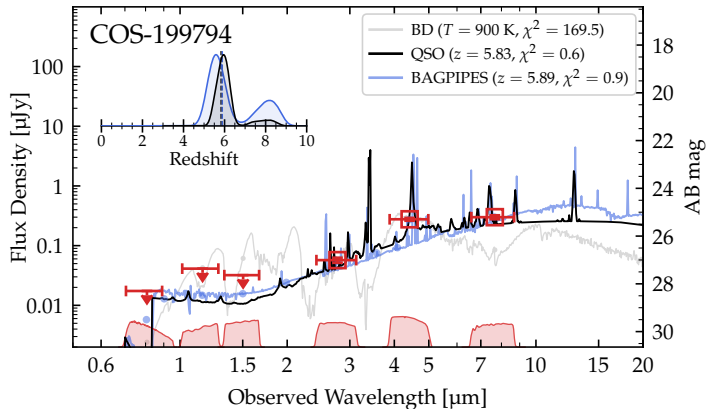 COS-199794
BD (T = 900 K, χ² = 169.5)
QSO (z = 5.83, χ² = 0.6)
BAGPIPES (z = 5.89, χ² = 0.9)
100
10
1
0.1
0.01
Flux Density [μJy]
0 2 4 6 8 10
Redshift
18
20
22
24
26
28
30
AB mag
0.6 1 1.5 2 3 4 6 10 15 20
Observed Wavelength [μm]